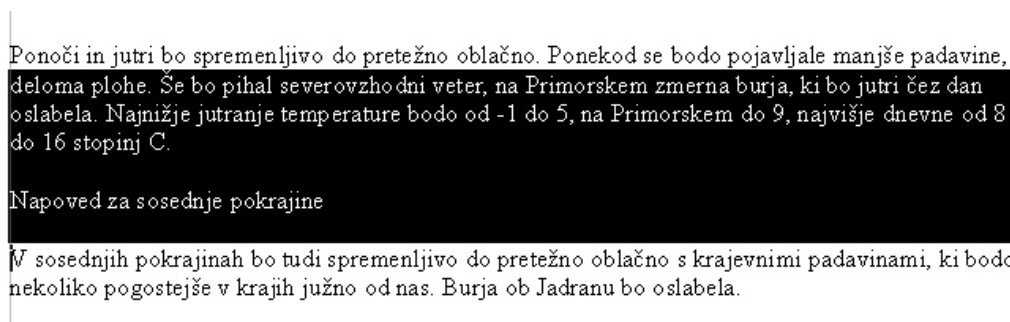 Ponoči in jutri bo spremenljivo do pretežno oblačno. Ponekod se bodo pojavljale manjše padavine,
deloma plohe. Še bo pihal severovzhodni veter, na Primorskem zmerna burja, ki bo jutri čez dan
oslabela. Najnižje jutranje temperature bodo od -1 do 5, na Primorskem do 9, najvišje dnevne od 8
do 16 stopinj C.
Napoved za sosednje pokrajine
V sosednjih pokrajinah bo tudi spremenljivo do pretežno oblačno s krajevnimi padavinami, ki bodo
nekoliko pogostejše v krajih južno od nas. Burja ob Jadranu bo oslabela.